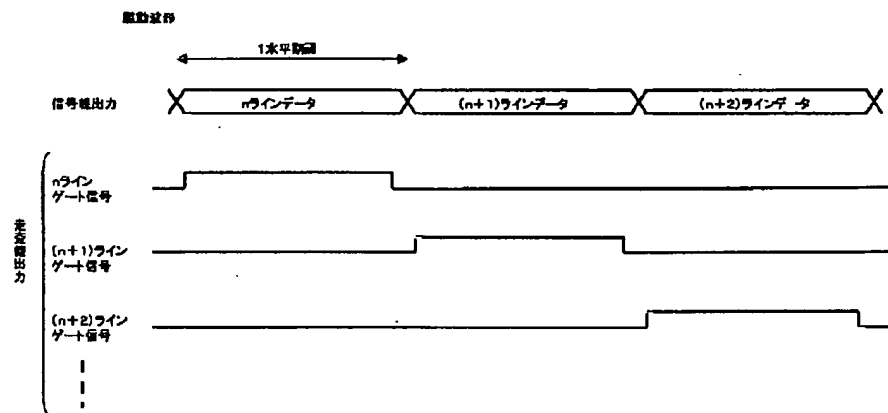 駆動波形
1水平期間
信号線出力
nラインデータ
(n+1)ラインデータ
(n+2)ラインデータ
走査線出力
nライン
ゲート信号
(n+1)ライン
ゲート信号
(n+2)ライン
ゲート信号